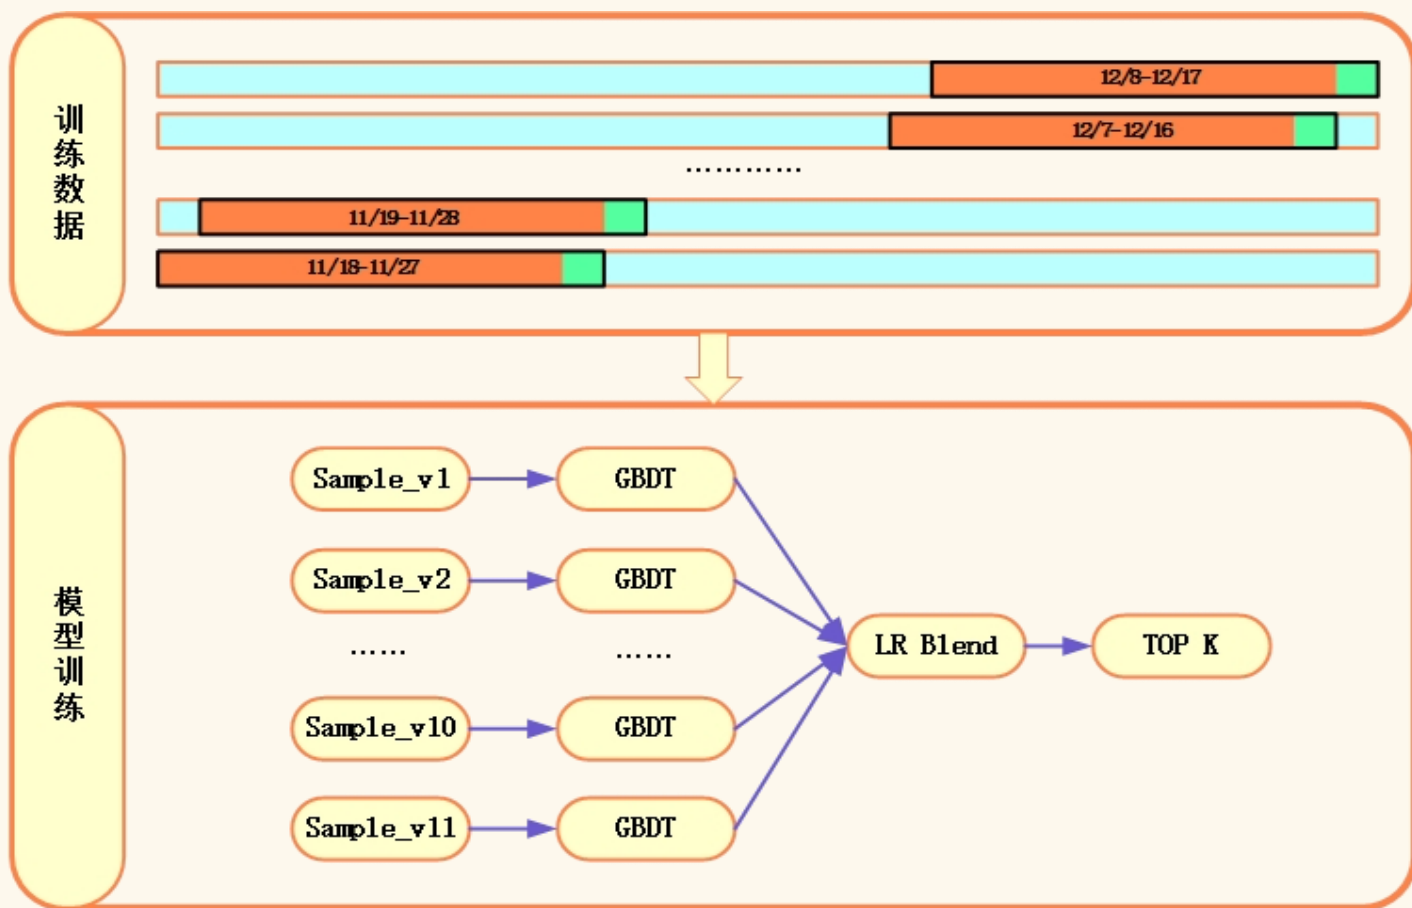 训练数据
12/8-12/17
12/7-12/16
…………
11/19-11/28
11/18-11/27
模型训练
Sample_v1
GBDT
Sample_v2
GBDT
……
……
LR Blend
TOP K
Sample_v10
GBDT
Sample_v11
GBDT